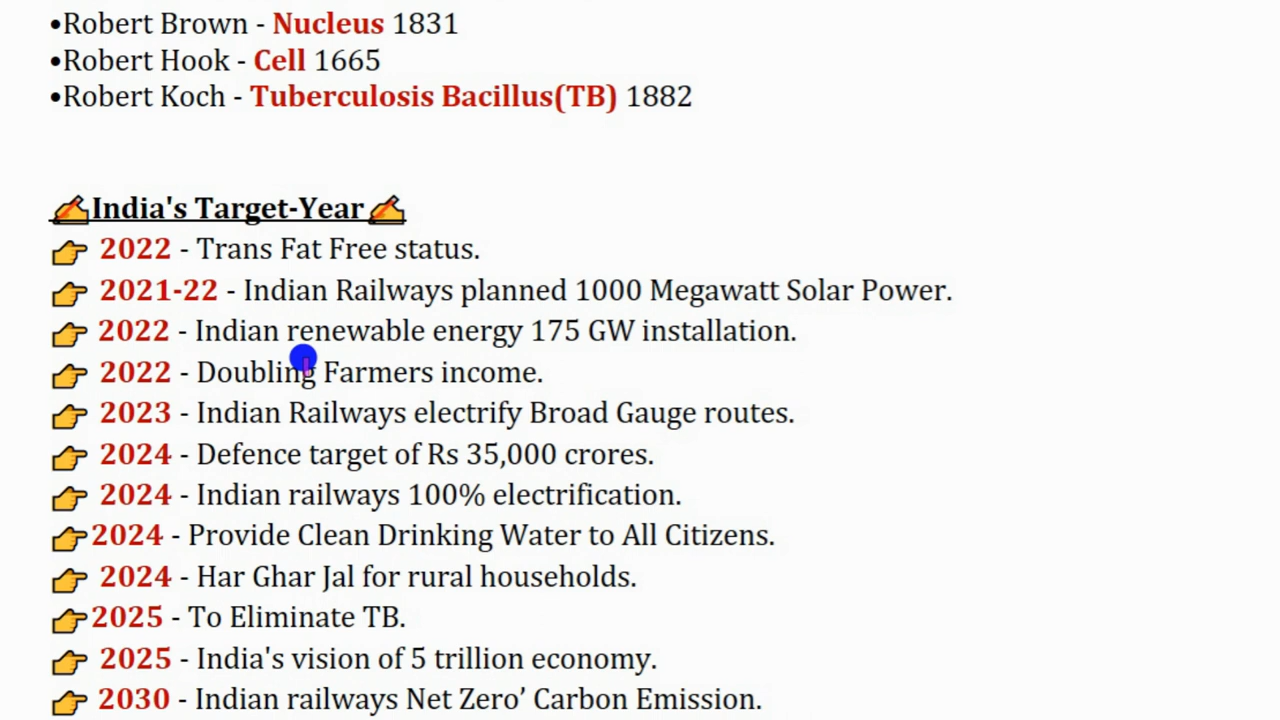 •Robert Brown - Nucleus 1831
•Robert Hook - Cell 1665
•Robert Koch - Tuberculosis Bacillus(TB) 1882
✍India's Target-Year✍
👉 2022 - Trans Fat Free status.
👉 2021-22 - Indian Railways planned 1000 Megawatt Solar Power.
👉 2022 - Indian renewable energy 175 GW installation.
👉 2022 - Doubling Farmers income.
👉 2023 - Indian Railways electrify Broad Gauge routes.
👉 2024 - Defence target of Rs 35,000 crores.
👉 2024 - Indian railways 100% electrification.
👉2024 - Provide Clean Drinking Water to All Citizens.
👉 2024 - Har Ghar Jal for rural households.
👉2025 - To Eliminate TB.
👉 2025 - India's vision of 5 trillion economy.
👉 2030 - Indian railways Net Zero’ Carbon Emission.